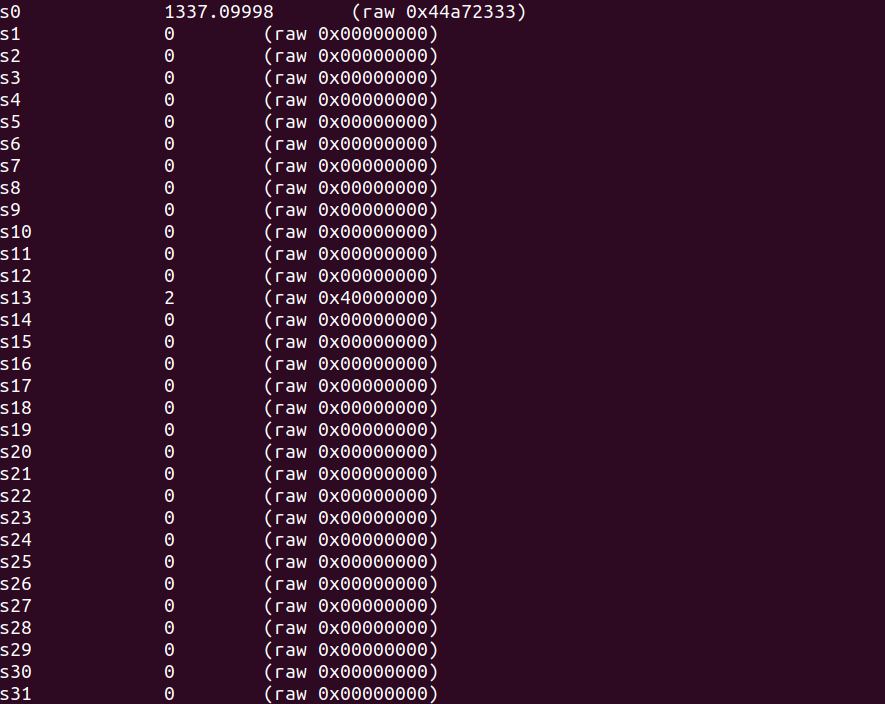 s0 1337.09998 (raw 0x44a72333)
s1 0 (raw 0x00000000)
s2 0 (raw 0x00000000)
s3 0 (raw 0x00000000)
s4 0 (raw 0x00000000)
s5 0 (raw 0x00000000)
s6 0 (raw 0x00000000)
s7 0 (raw 0x00000000)
s8 0 (raw 0x00000000)
s9 0 (raw 0x00000000)
s10 0 (raw 0x00000000)
s11 0 (raw 0x00000000)
s12 0 (raw 0x00000000)
s13 2 (raw 0x40000000)
s14 0 (raw 0x00000000)
s15 0 (raw 0x00000000)
s16 0 (raw 0x00000000)
s17 0 (raw 0x00000000)
s18 0 (raw 0x00000000)
s19 0 (raw 0x00000000)
s20 0 (raw 0x00000000)
s21 0 (raw 0x00000000)
s22 0 (raw 0x00000000)
s23 0 (raw 0x00000000)
s24 0 (raw 0x00000000)
s25 0 (raw 0x00000000)
s26 0 (raw 0x00000000)
s27 0 (raw 0x00000000)
s28 0 (raw 0x00000000)
s29 0 (raw 0x00000000)
s30 0 (raw 0x00000000)
s31 0 (raw 0x00000000)